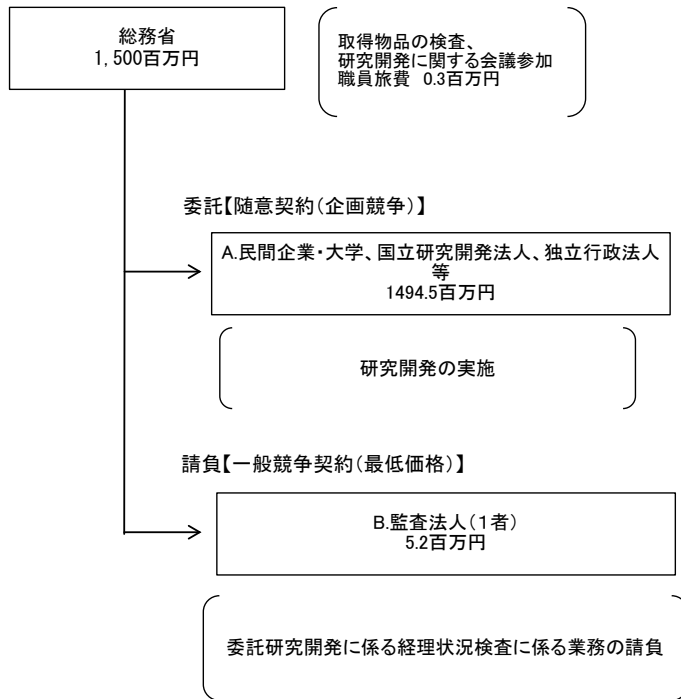 総務省
1,500百万円
取得物品の検査、
研究開発に関する会議参加
職員旅費　0.3百万円
委託【随意契約(企画競争)】
A.民間企業・大学、国立研究開発法人、独立行政法人
等
1494.5百万円
研究開発の実施
請負【一般競争契約(最低価格)】
B.監査法人(1者)
5.2百万円
委託研究開発に係る経理状況検査に係る業務の請負